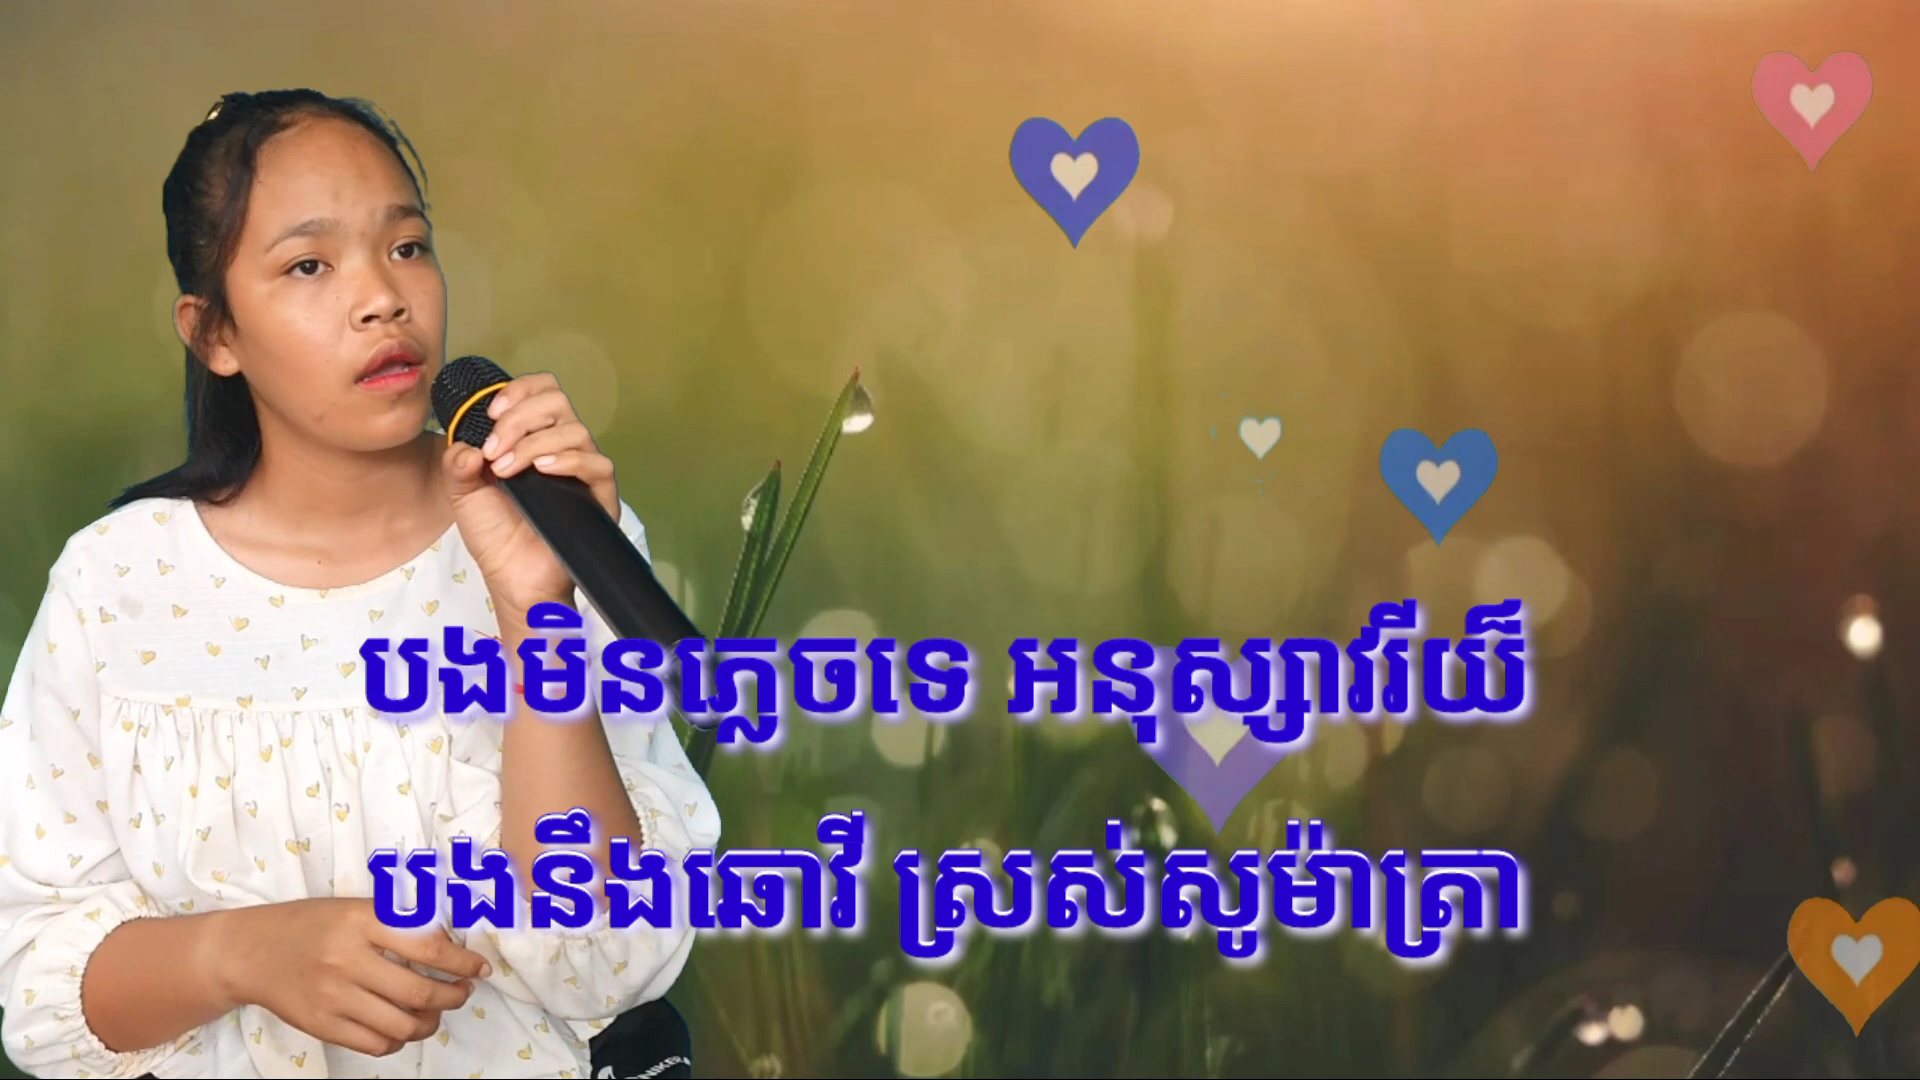 បងមិនភ្លេចទេ អនុស្សាវរីយ៍
បងនឹងឆោវី ស្រស់សូម៉ាត្រា